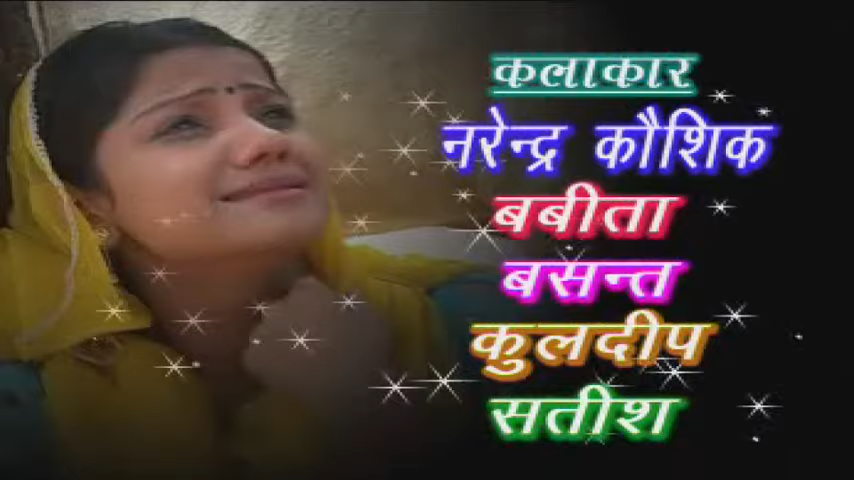 कलाकार
नरेन्द्र कौशिक
बबीता
बसन्त
कुलदीप
सतीश